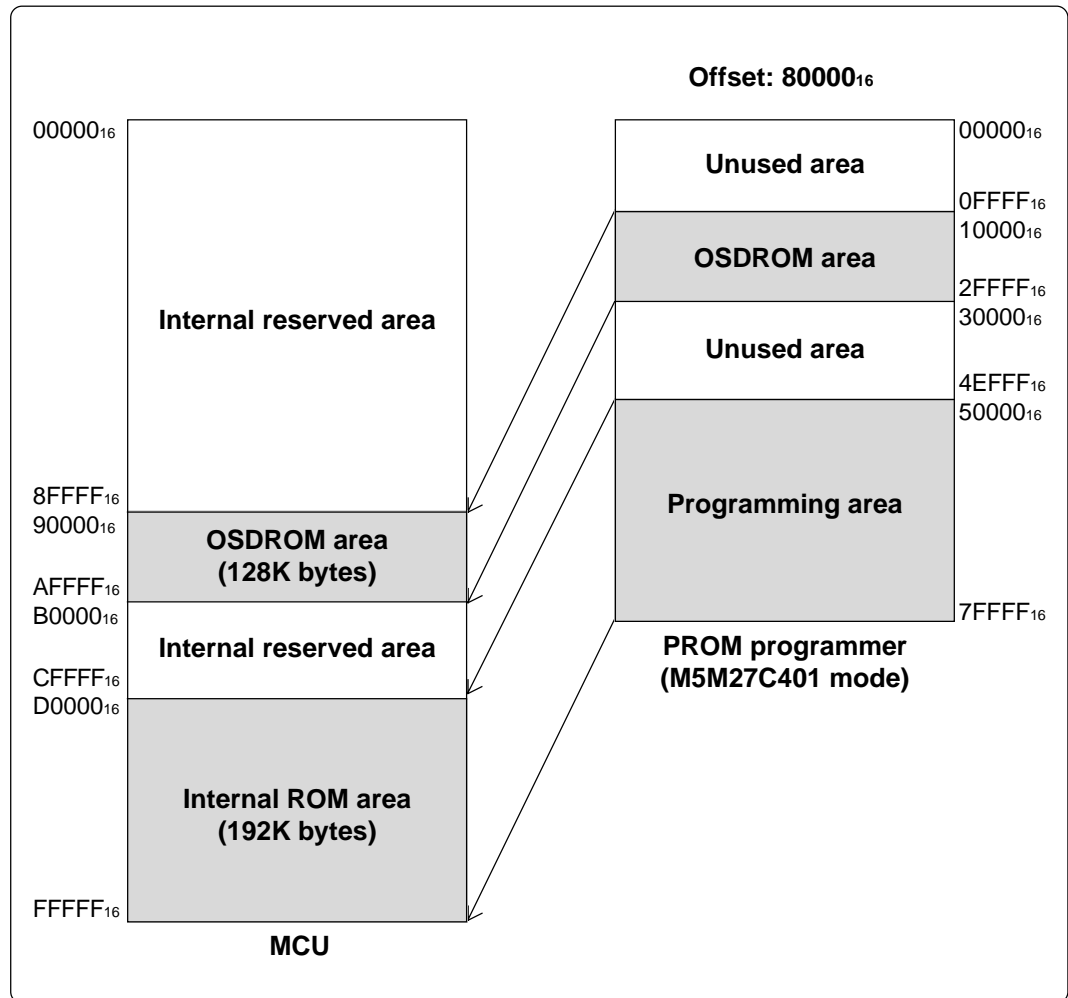 Offset: 80000₁₆
00000₁₆
Internal reserved area
8FFFF₁₆
90000₁₆
OSDROM area
(128K bytes)
AFFFF₁₆
B0000₁₆
Internal reserved area
CFFFF₁₆
D0000₁₆
Internal ROM area
(192K bytes)
FFFFF₁₆
MCU
00000₁₆
Unused area
0FFFF₁₆
10000₁₆
OSDROM area
2FFFF₁₆
30000₁₆
Unused area
4EFFF₁₆
50000₁₆
Programming area
7FFFF₁₆
PROM programmer
(M5M27C401 mode)